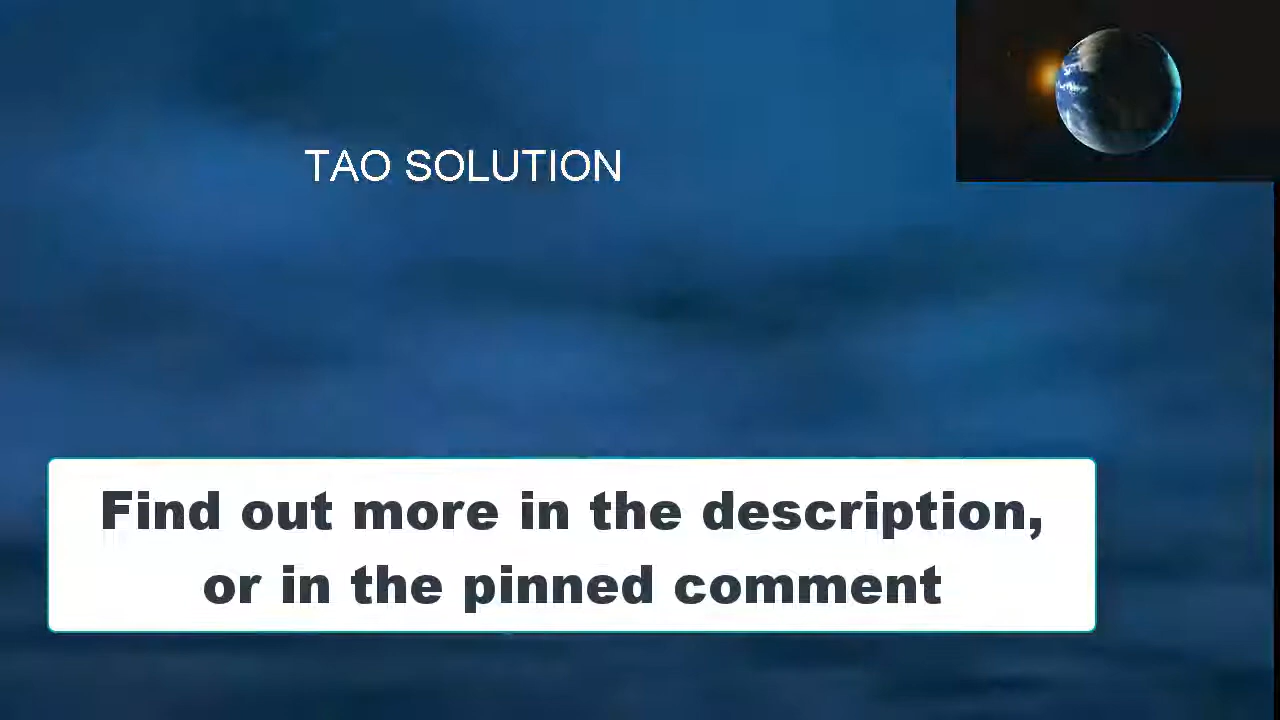 TAO SOLUTION
Find out more in the description,
or in the pinned comment